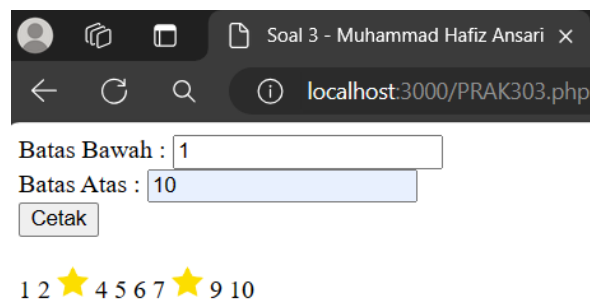 Soal 3 - Muhammad Hafiz Ansari
localhost:3000/PRAK303.php
Batas Bawah : 1
Batas Atas : 10
Cetak
1 2 4 5 6 7 9 10